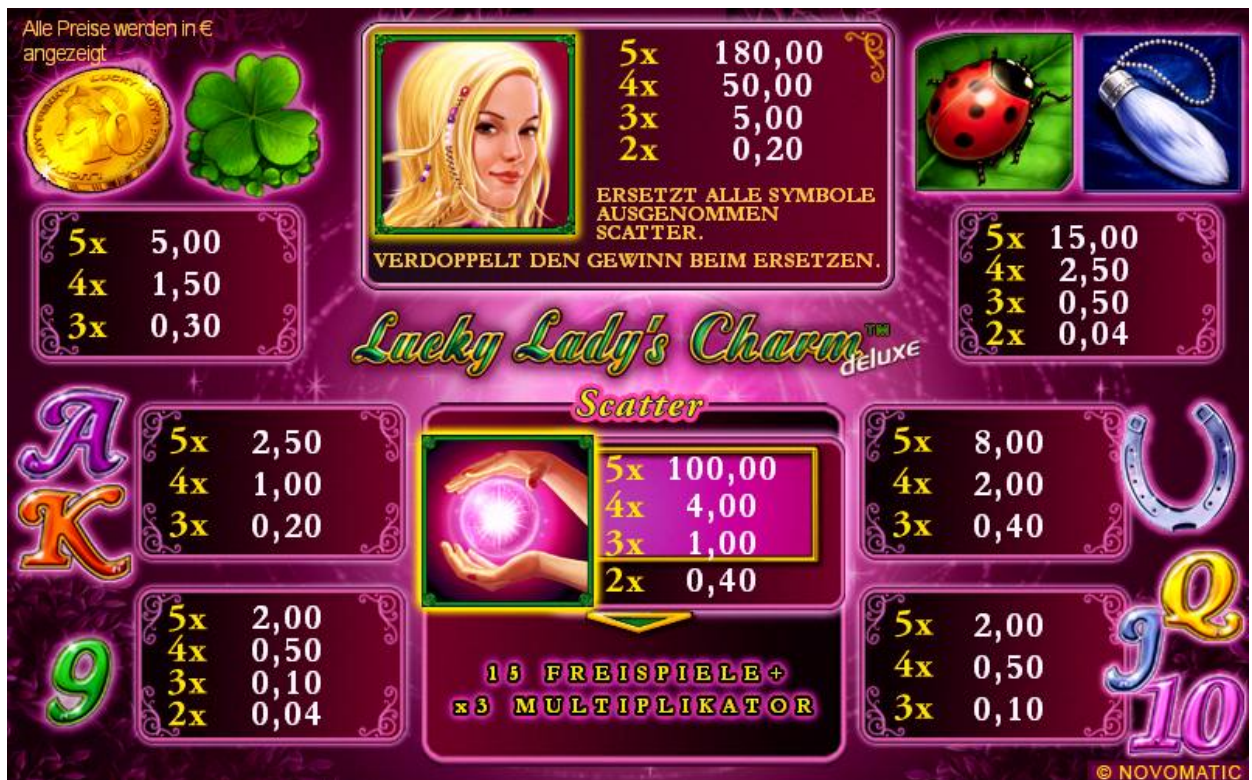 Alle Preise werden in €
angezeigt
5x 180,00
4x 50,00
3x 5,00
2x 0,20
ERSETZT ALLE SYMBOLE
AUSGENOMMEN
SCATTER.
VERDOPPELT DEN GEWINN BEIM ERSETZEN.
5x 5,00
4x 1,50
3x 0,30
5x 15,00
4x 2,50
3x 0,50
2x 0,04
Lucky Lady's Charm™
deluxe
A
K
5x 2,50
4x 1,00
3x 0,20
Scatter
5x 100,00
4x 4,00
3x 1,00
2x 0,40
15 FREISPIELE+
x3 MULTIPLIKATOR
5x 8,00
4x 2,00
3x 0,40
9
5x 2,00
4x 0,50
3x 0,10
2x 0,04
5x 2,00
4x 0,50
3x 0,10
Q
J
10
© NOVOMATIC